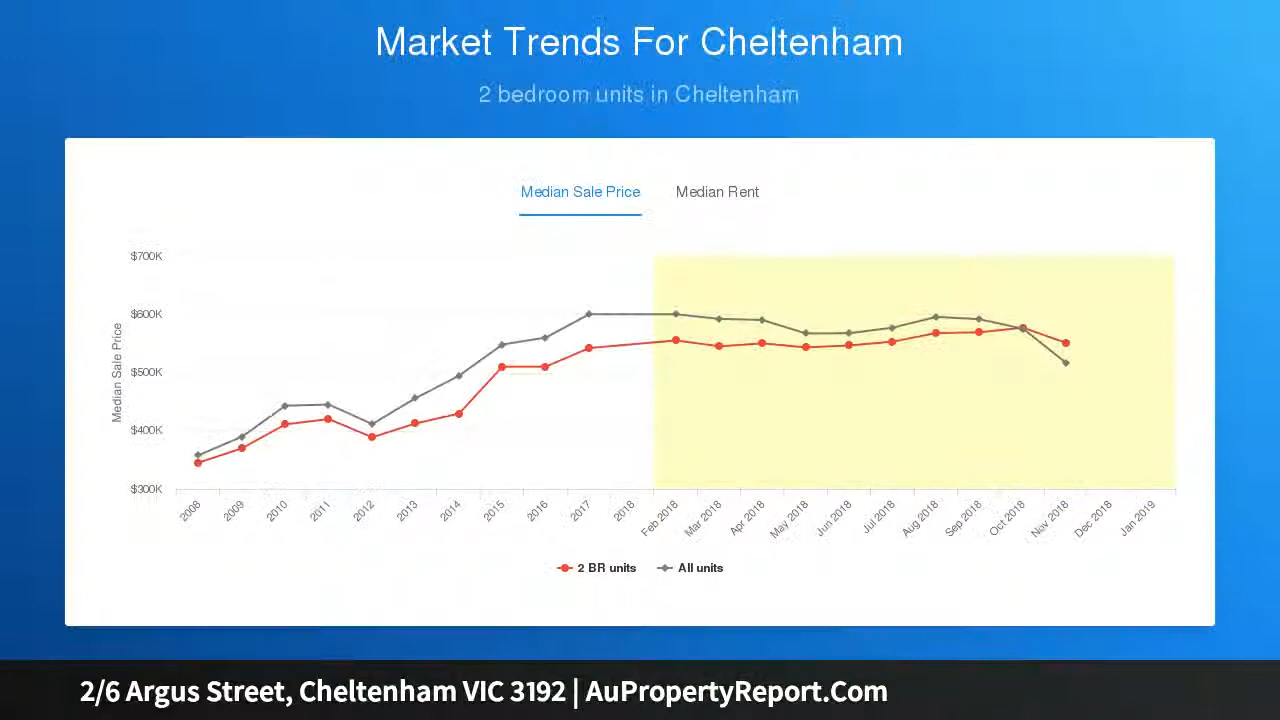 Market Trends For Cheltenham
2 bedroom units in Cheltenham
Median Sale Price Median Rent
$700K
$600K
$500K
$400K
$300K
Median Sale Price
2008 2009 2010 2011 2012 2013 2014 2015 2016 2017 2018 Feb 2018 Mar 2018 Apr 2018 May 2018 Jun 2018 Jul 2018 Aug 2018 Sep 2018 Oct 2018 Nov 2018 Dec 2018 Jan 2019
2 BR units All units
2/6 Argus Street, Cheltenham VIC 3192 | AuPropertyReport.Com